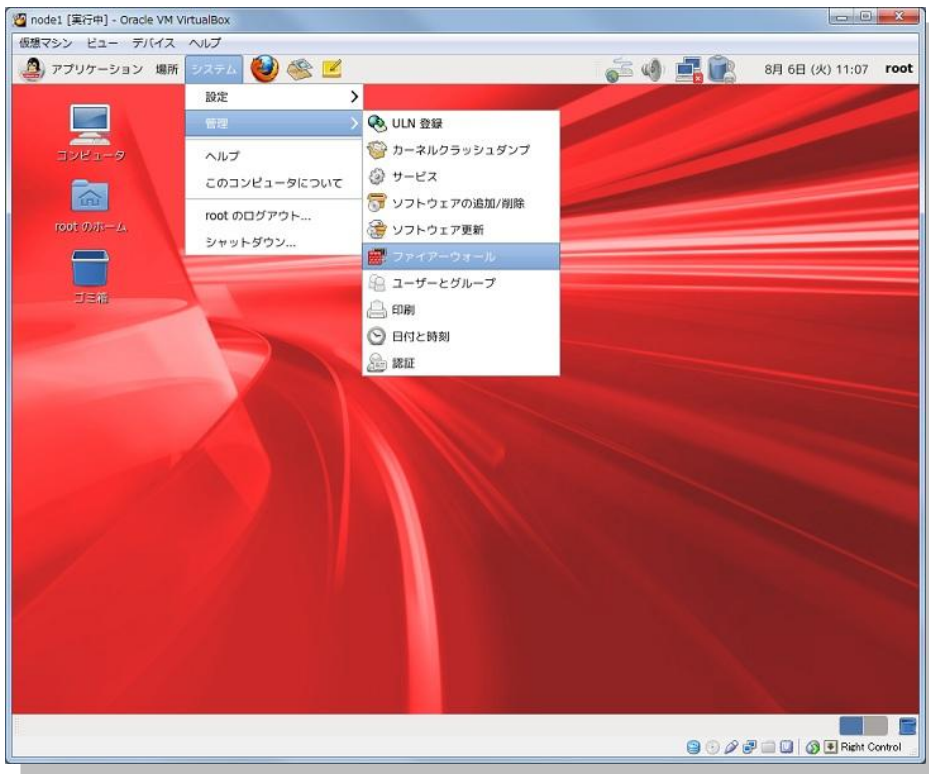 node1 [実行中] - Oracle VM VirtualBox
仮想マシン ビュー デバイス ヘルプ
アプリケーション 場所 システム 8月 6日 (火) 11:07 root
設定
管理
ヘルプ
このコンピュータについて
root のログアウト...
シャットダウン...
ULN 登録
カーネルクラッシュダンプ
サービス
ソフトウェアの追加/削除
ソフトウェア更新
ファイアーウォール
ユーザーとグループ
印刷
日付と時刻
認証
コンピュータ
root のホーム
ゴミ箱
Right Control